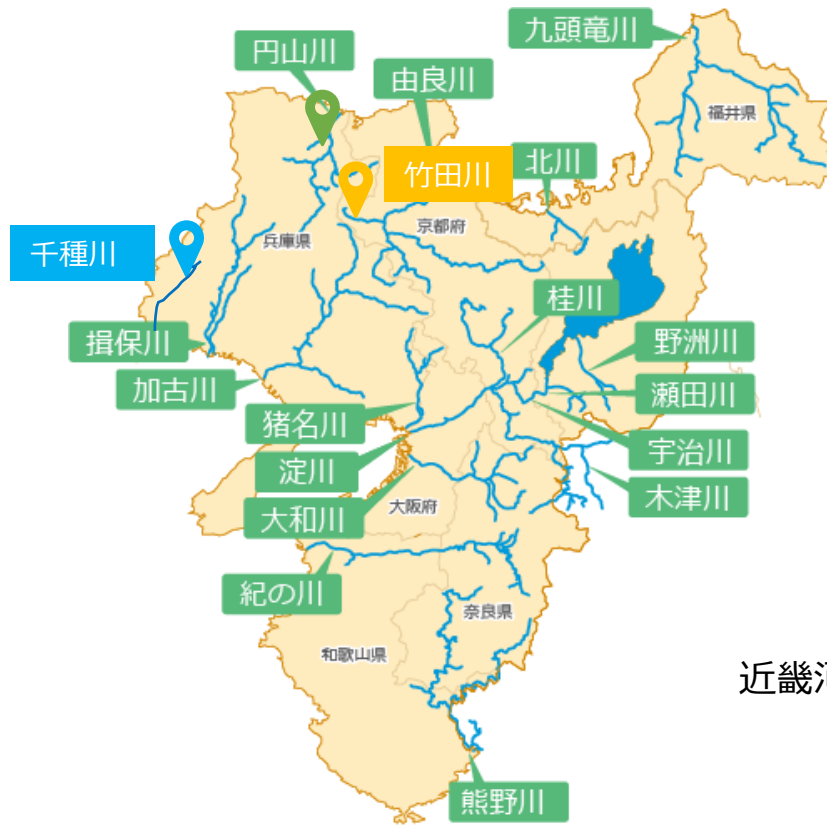 九頭竜川
円山川
由良川
福井県
竹田川
北川
京都府
千種川
兵庫県
桂川
揖保川
野洲川
加古川
瀬田川
猪名川
宇治川
淀川
木津川
大阪府
大和川
紀の川
奈良県
和歌山県
近畿河
熊野川